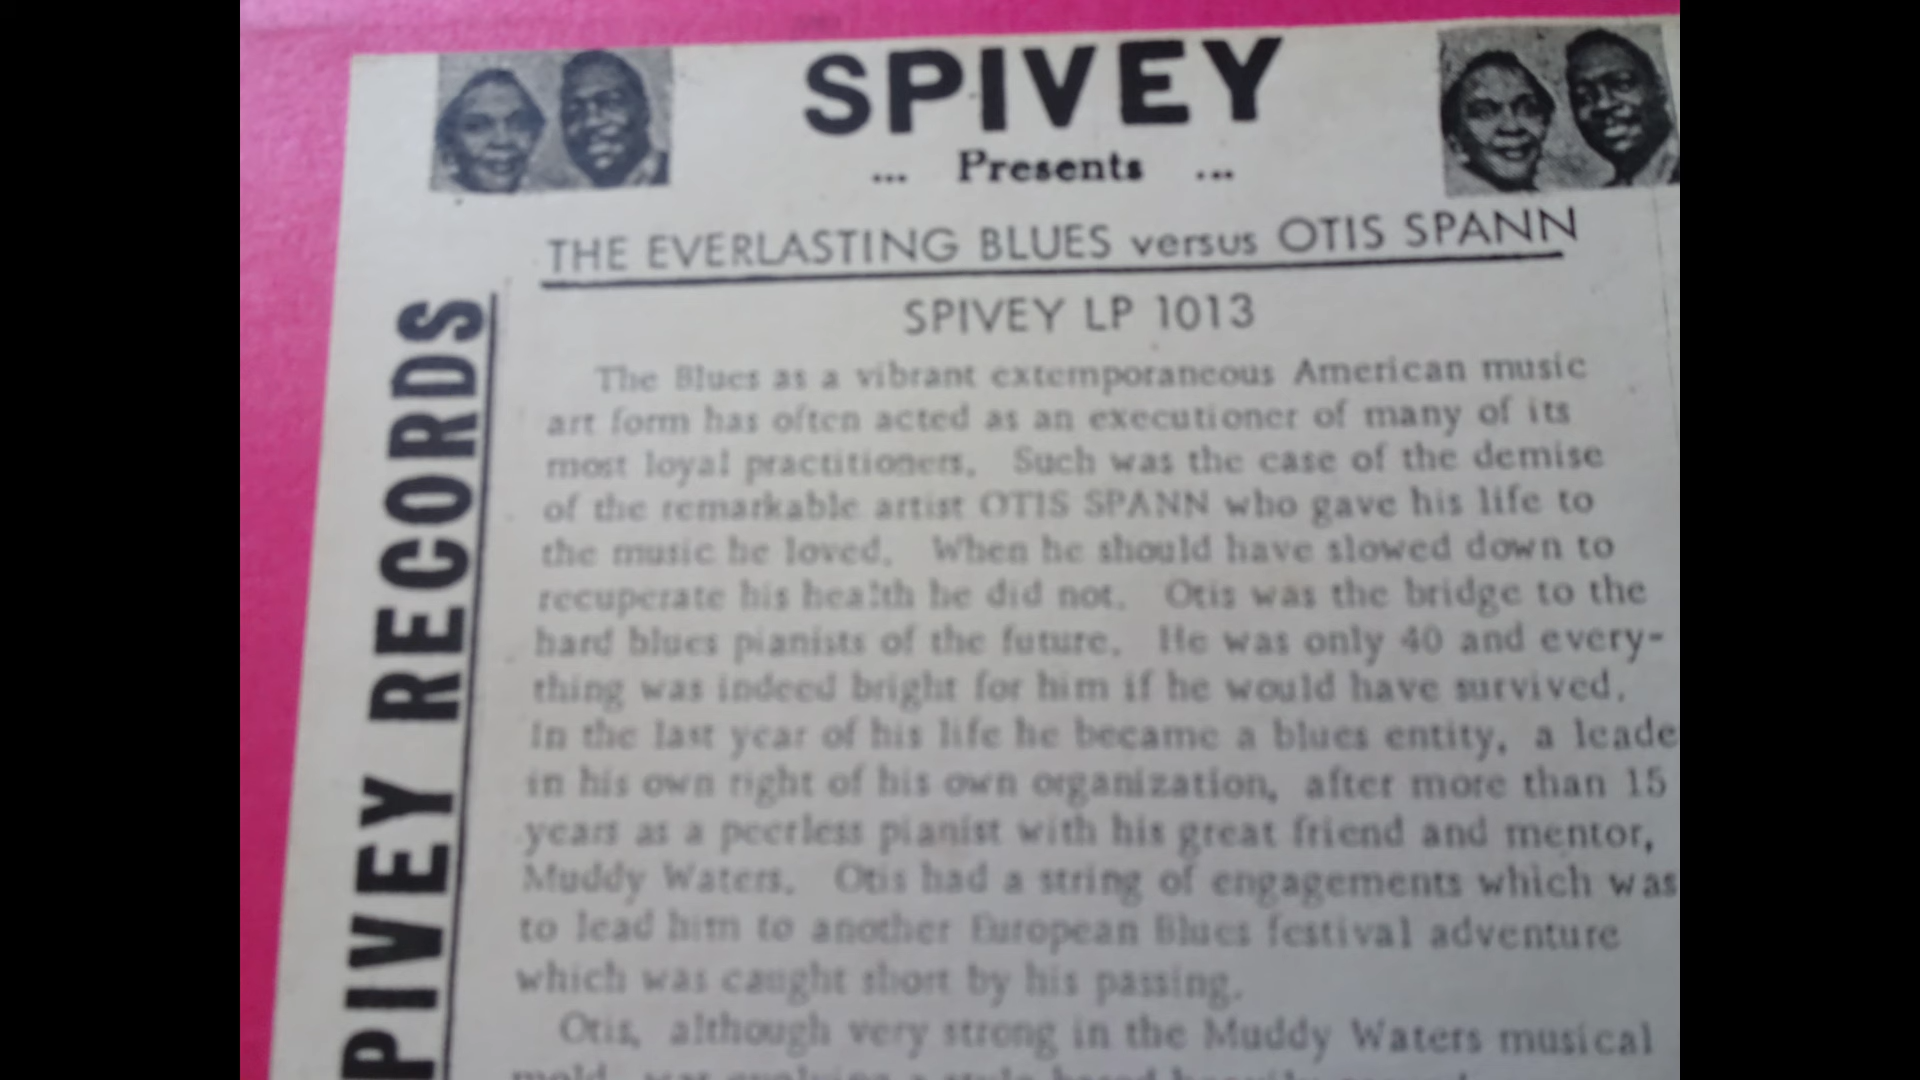 SPIVEY
... Presents ...
THE EVERLASTING BLUES versus OTIS SPANN
SPIVEY LP 1013
The Blues as a vibrant extemporaneous American music
art form has often acted as an executioner of many of its
most loyal practitioners. Such was the case of the demise
of the remarkable artist OTIS SPANN who gave his life to
the music he loved. When he should have slowed down to
recuperate his health he did not. Otis was the bridge to the
hard blues pianists of the future. He was only 40 and every-
thing was indeed bright for him if he would have survived.
In the last year of his life he became a blues entity, a leade
in his own right of his own organization, after more than 15
years as a peerless pianist with his great friend and mentor,
Muddy Waters. Otis had a string of engagements which was
to lead him to another European Blues festival adventure
which was caught short by his passing.
Otis, although very strong in the Muddy Waters musical
PIVEY RECORDS